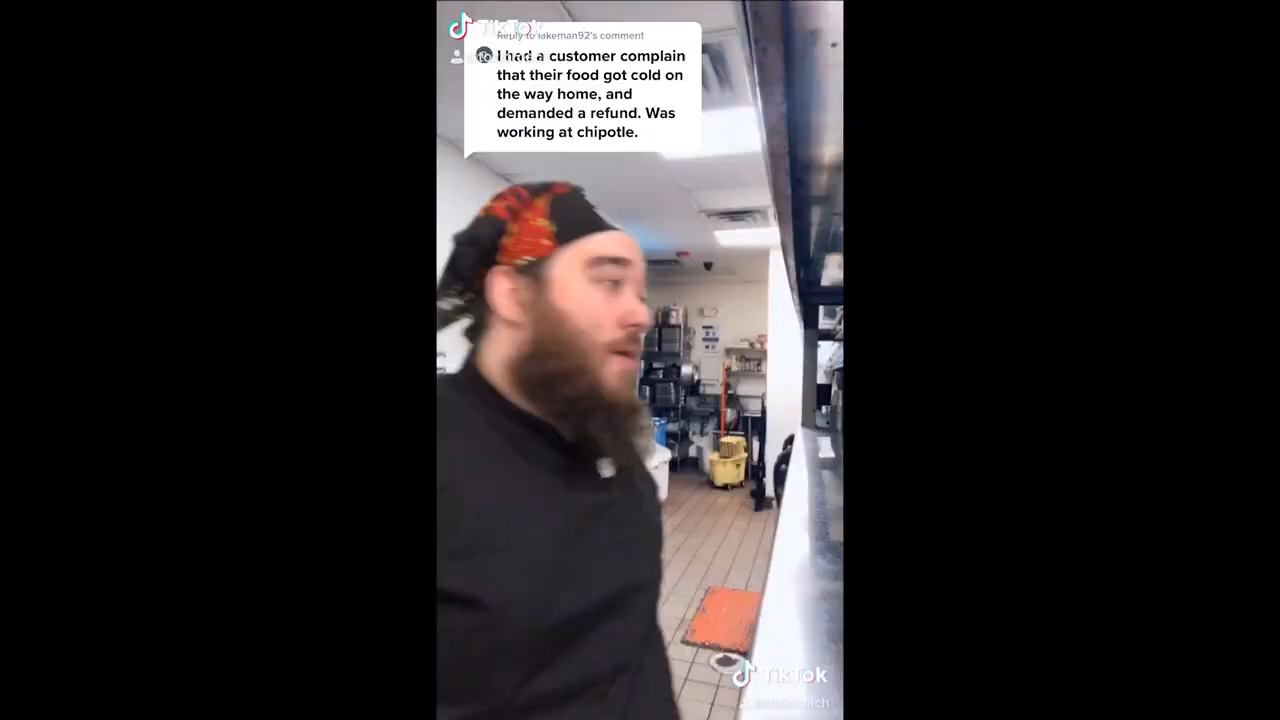 TikTok
Reply to lakeman92's comment
I had a customer complain
that their food got cold on
the way home, and
demanded a refund. Was
working at chipotle.
TikTok